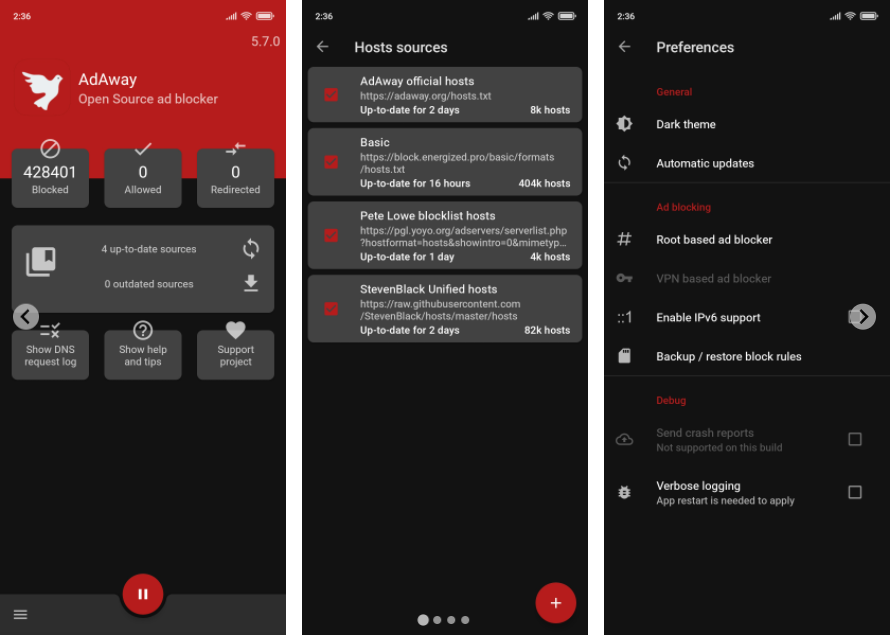 2:36
5.7.0
AdAway
Open Source ad blocker
428401
Blocked
0
Allowed
0
Redirected
4 up-to-date sources
0 outdated sources
Show DNS
request log
Show help
and tips
Support
project
2:36
Hosts sources
AdAway official hosts
https://adaway.org/hosts.txt
Up-to-date for 2 days
8k hosts
Basic
https://block.energized.pro/basic/formats
/hosts.txt
Up-to-date for 16 hours
404k hosts
Pete Lowe blocklist hosts
https://pgl.yoyo.org/adservers/serverlist.php
?hostformat=hosts&showintro=0&mimetyp...
Up-to-date for 1 day
4k hosts
StevenBlack Unified hosts
https://raw.githubusercontent.com
/StevenBlack/hosts/master/hosts
Up-to-date for 2 days
82k hosts
2:36
Preferences
General
Dark theme
Automatic updates
Ad blocking
# Root based ad blocker
VPN based ad blocker
::1 Enable IPv6 support
Backup / restore block rules
Debug
Send crash reports
Not supported on this build
Verbose logging
App restart is needed to apply